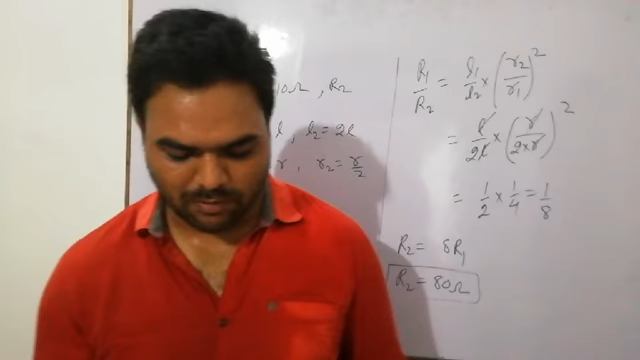 10Ω , R2
l , l2 = 2l
r , r2 = r/2
R1/R2 = l1/l2 × (r2/r1)^2
= l/2l × (r/2×r)^2
= 1/2 × 1/4 = 1/8
R2 = 8R1
R2 = 80Ω